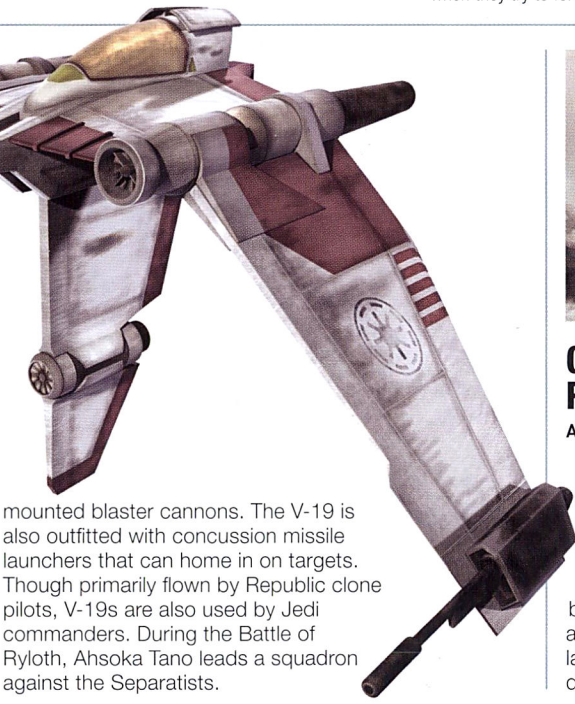 mounted blaster cannons. The V-19 is
also outfitted with concussion missile
launchers that can home in on targets.
Though primarily flown by Republic clone
pilots, V-19s are also used by Jedi
commanders. During the Battle of
Ryloth, Ahsoka Tano leads a squadron
against the Separatists.